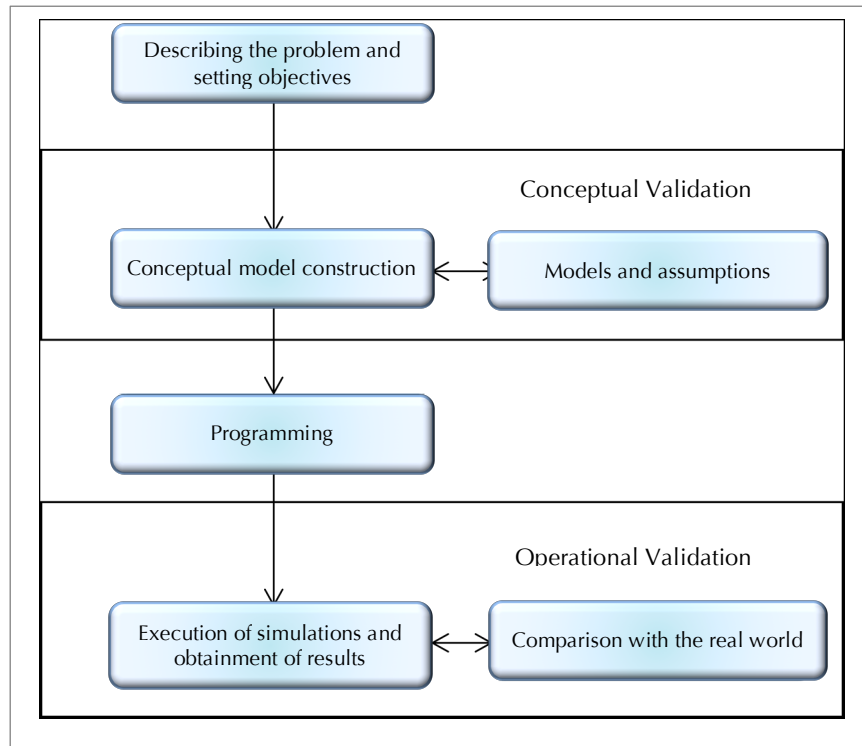 Describing the problem and
setting objectives
Conceptual Validation
Conceptual model construction
Models and assumptions
Programming
Operational Validation
Execution of simulations and
obtainment of results
Comparison with the real world